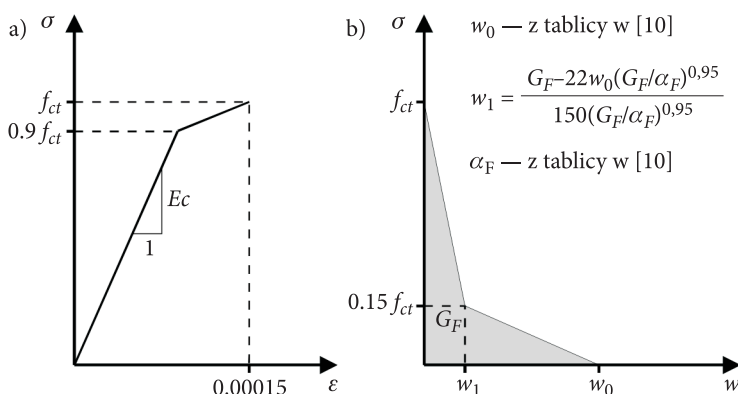 a)
σ
f_ct
0.9 f_ct
Ec
1
0.00015
ε
b)
σ
f_ct
0.15 f_ct
G_F
w_1
w_0
w
w_0 — z tablicy w [10]
w_1 = G_F–22w_0(G_F/α_F)^0,95 / 150(G_F/α_F)^0,95
α_F — z tablicy w [10]